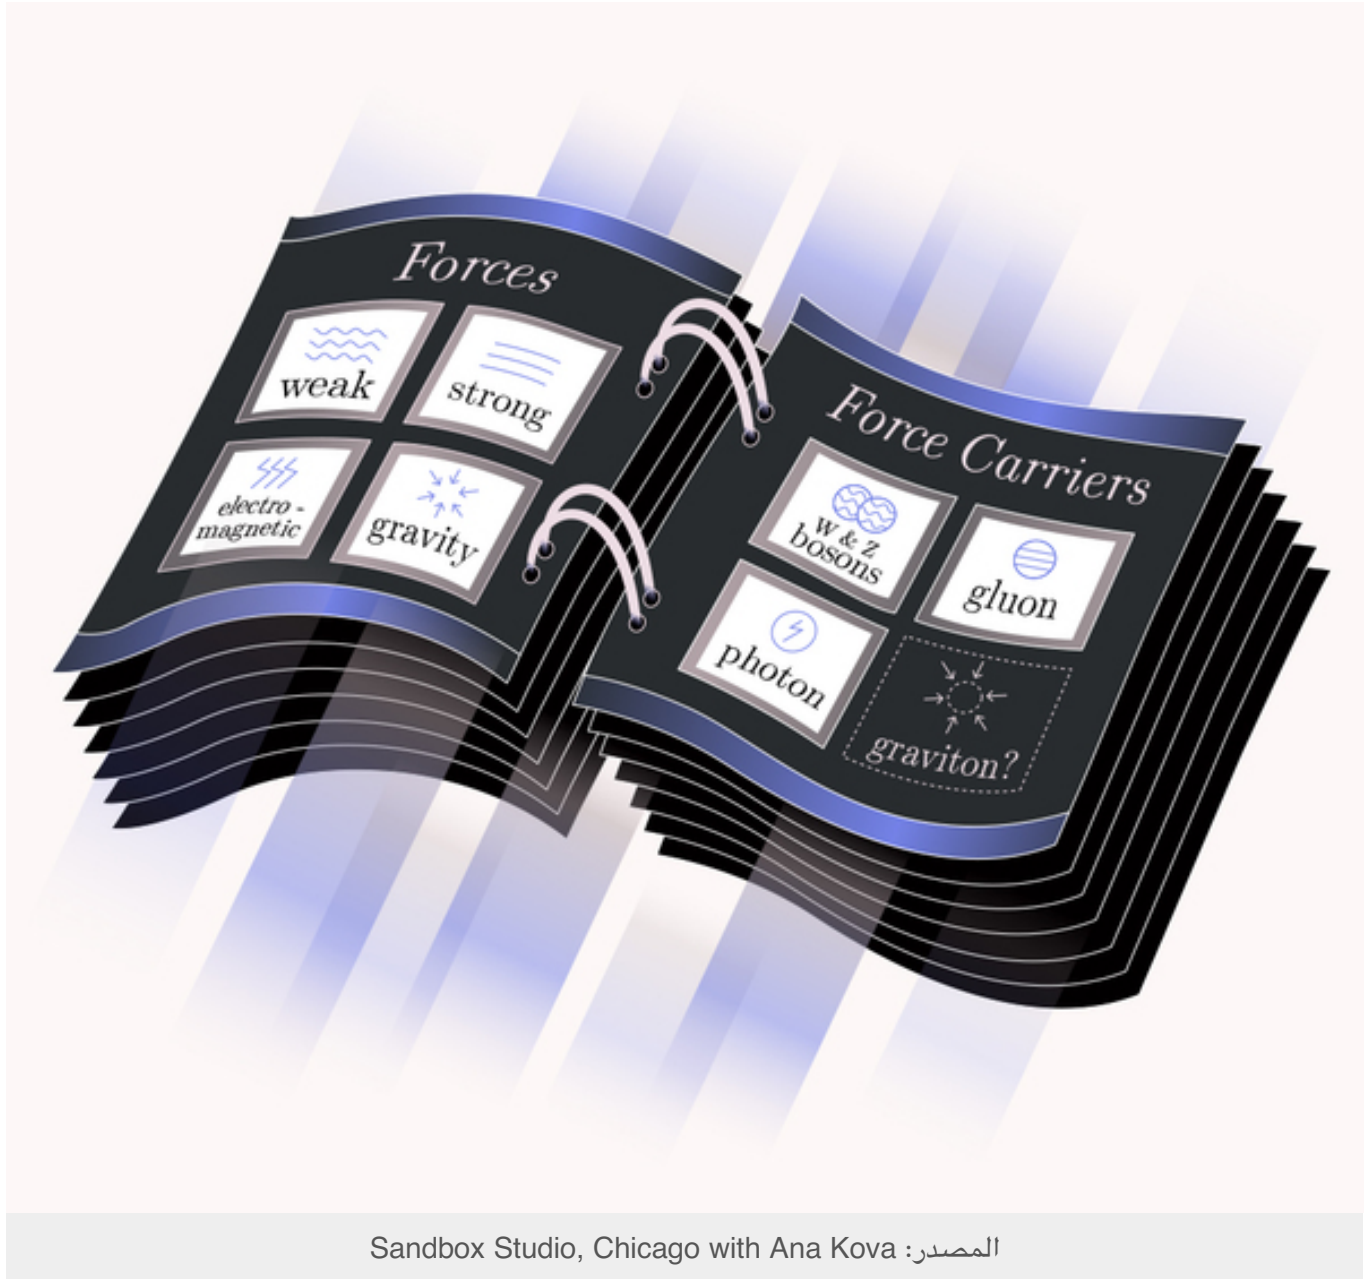 Forces
weak
strong
electro-
magnetic
gravity
Force Carriers
W & Z
bosons
gluon
photon
graviton?
المصدر: Sandbox Studio, Chicago with Ana Kova